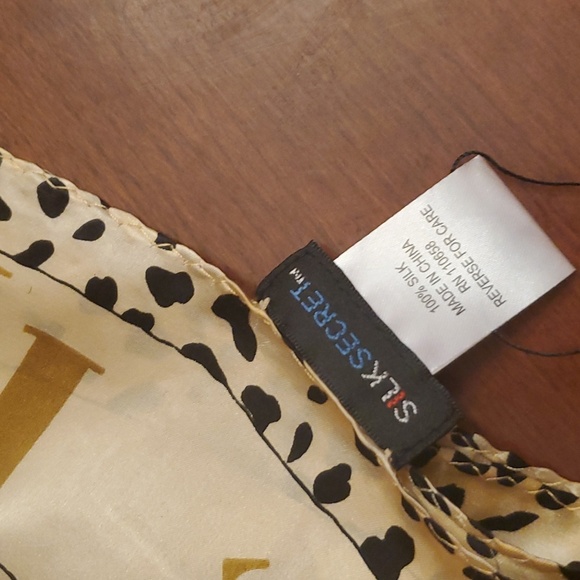 SILKSECRET™
100% SILK
MADE IN CHINA
RN 110658
REVERSE FOR CARE